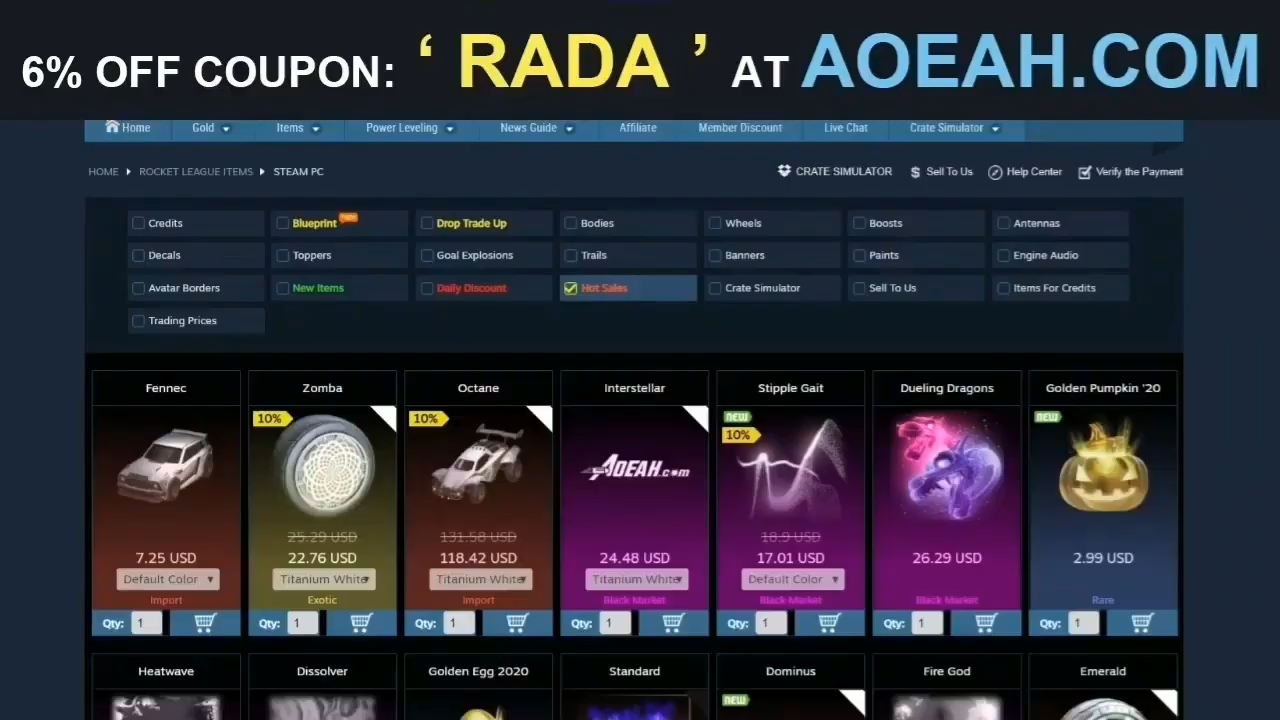 6% OFF COUPON: ‘ RADA ’ AT AOEAH.COM
Home Gold Items Power Leveling News Guide Affiliate Member Discount Live Chat Crate Simulator
HOME ROCKET LEAGUE ITEMS STEAM PC CRATE SIMULATOR $ Sell To Us Help Center Verify the Payment
Credits Blueprint new Drop Trade Up Bodies Wheels Boosts Antennas
Decals Toppers Goal Explosions Trails Banners Paints Engine Audio
Avatar Borders New Items Daily Discount Hot Sales Crate Simulator Sell To Us Items For Credits
Trading Prices
Fennec Zomba Octane Interstellar Stipple Gait Dueling Dragons Golden Pumpkin '20
10% 10% NEW NEW
10%
AOEAH.com
25.29 USD 131.58 USD 18.9 USD
7.25 USD 22.76 USD 118.42 USD 24.48 USD 17.01 USD 26.29 USD 2.99 USD
Default Color Titanium White Titanium White Titanium White Default Color
Import Exotic Import Black Market Black Market Black Market Rare
Qty: 1 Qty: 1 Qty: 1 Qty: 1 Qty: 1 Qty: 1 Qty: 1
Heatwave Dissolver Golden Egg 2020 Standard Dominus Fire God Emerald
NEW